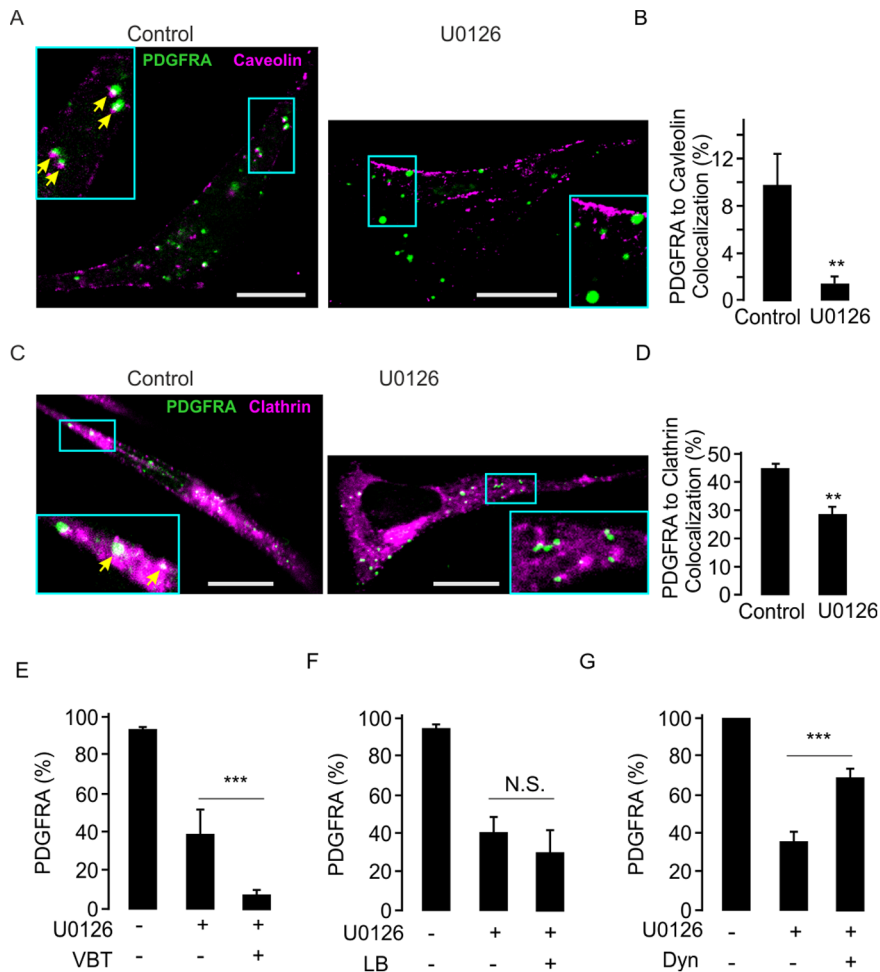 A
Control
U0126
PDGFRA Caveolin
B
PDGFRA to Cavleolin
Colocalization (%)
12
8
4
0
**
Control U0126
C
Control
U0126
PDGFRA Clathrin
D
PDGFRA to Clathrin
Colocalization (%)
50
40
30
20
10
0
**
Control U0126
E
PDGFRA (%)
100
80
60
40
20
0
***
U0126 - + +
VBT - +
F
PDGFRA (%)
100
80
60
40
20
0
N.S.
U0126 - + +
LB - +
G
PDGFRA (%)
100
80
60
40
20
0
***
U0126 - + +
Dyn - +